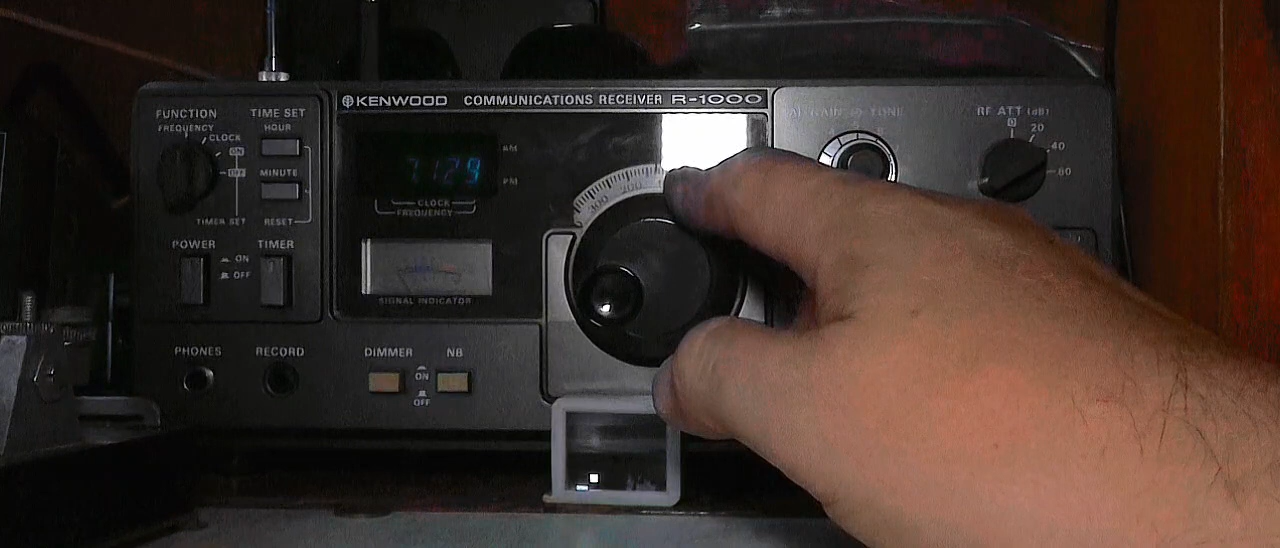 KENWOOD COMMUNICATIONS RECEIVER R-1000
FUNCTION
FREQUENCY
CLOCK
ON
OFF
TIMER SET
TIME SET
HOUR
MINUTE
RESET
POWER
ON
OFF
TIMER
7129
AM
PM
CLOCK
FREQUENCY
SIGNAL INDICATOR
200
300
GAIN TONE
RF ATT (dB)
0
20
40
60
PHONES
RECORD
DIMMER
ON
OFF
NB